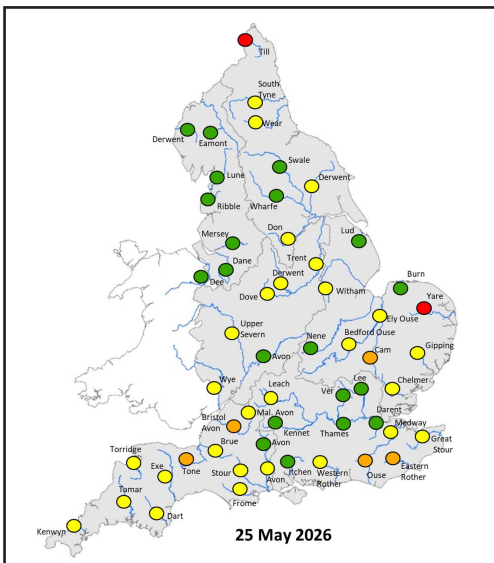 Till
South
Tyne
Wear
Derwent
Eamont
Swale
Derwent
Lune
Ribble
Wharfe
Mersey
Don
Lud
Dane
Trent
Derwent
Dee
Dove
Witham
Burn
Yare
Ely Ouse
Upper
Severn
Nene
Bedford Ouse
Avon
Cam
Gipping
Wye
Leach
Ver
Lee
Chelmer
Bristol
Avon
Mal. Avon
Darent
Medway
Kennet
Thames
Great
Stour
Brue
Avon
Torridge
Exe
Tone
Stour
Avon
Itchen
Western
Rother
Ouse
Eastern
Rother
Tamar
Frome
Dart
Kenwyn
25 May 2026